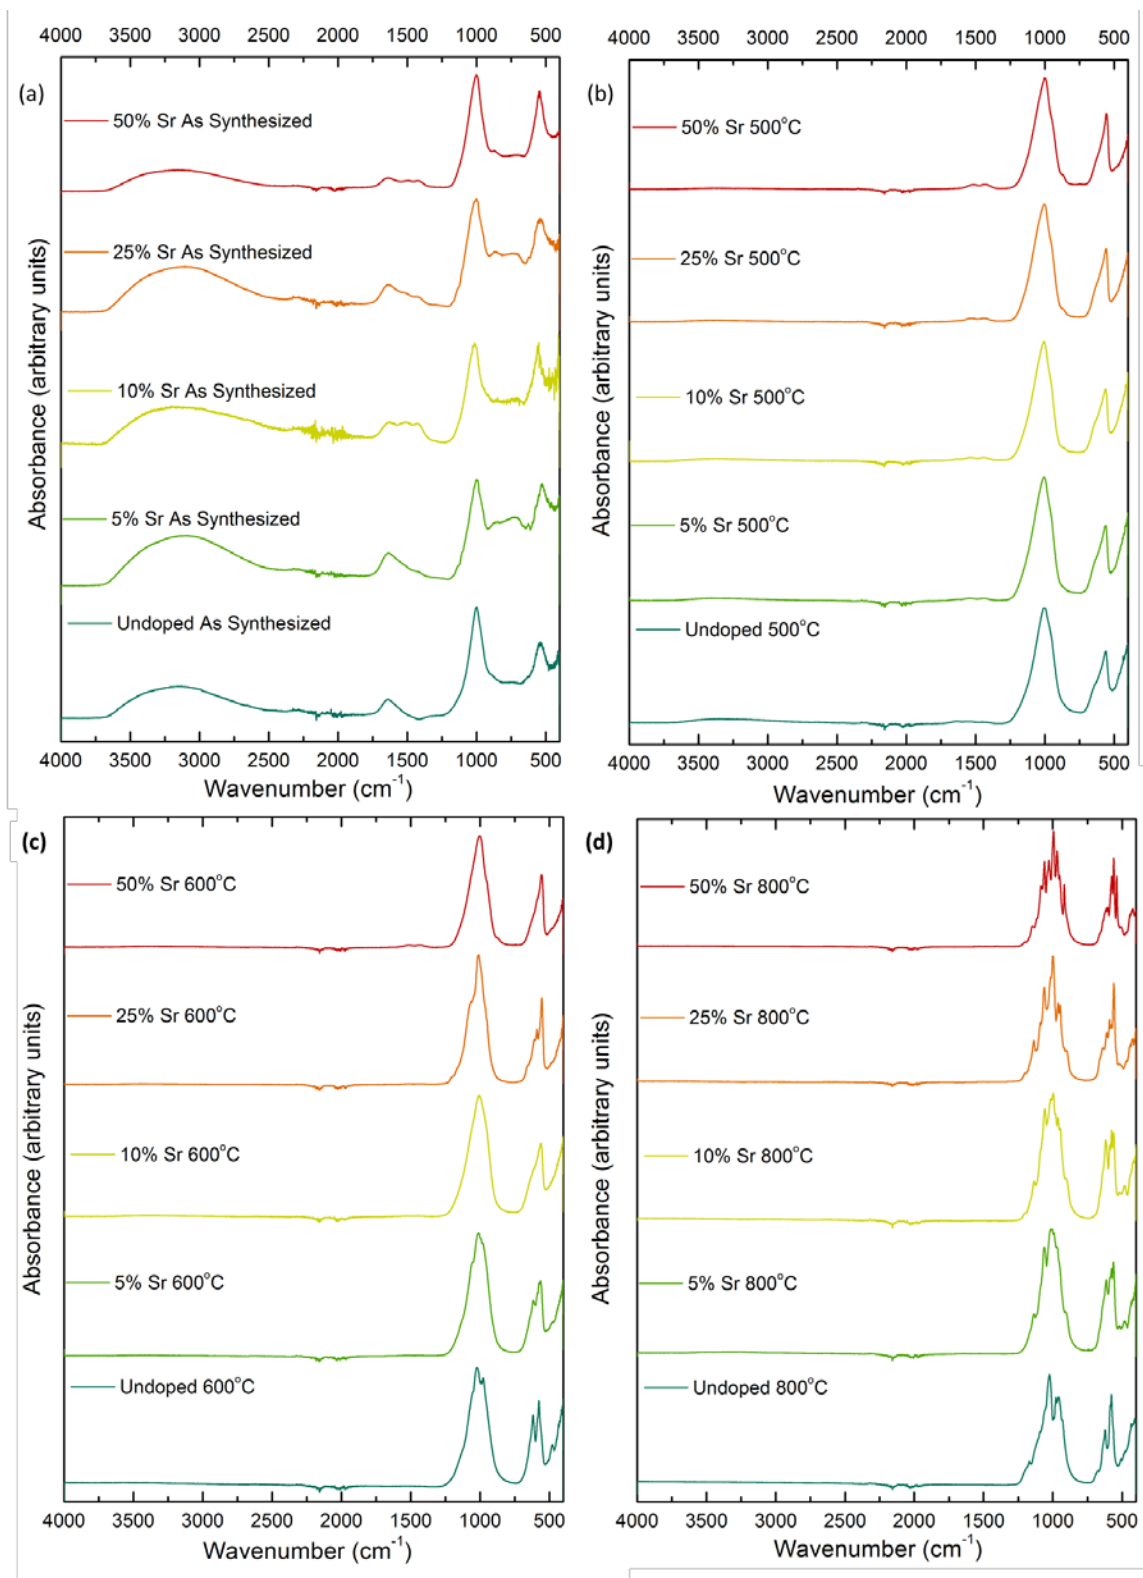 4000 3500 3000 2500 2000 1500 1000 500
(a)
50% Sr As Synthesized
25% Sr As Synthesized
10% Sr As Synthesized
5% Sr As Synthesized
Undoped As Synthesized
Absorbance (arbitrary units)
4000 3500 3000 2500 2000 1500 1000 500
Wavenumber (cm⁻¹)
4000 3500 3000 2500 2000 1500 1000 500
(b)
50% Sr 500°C
25% Sr 500°C
10% Sr 500°C
5% Sr 500°C
Undoped 500°C
Absorbance (arbitrary units)
4000 3500 3000 2500 2000 1500 1000 500
Wavenumber (cm⁻¹)
(c)
50% Sr 600°C
25% Sr 600°C
10% Sr 600°C
5% Sr 600°C
Undoped 600°C
Absorbance (arbitrary units)
4000 3500 3000 2500 2000 1500 1000 500
Wavenumber (cm⁻¹)
(d)
50% Sr 800°C
25% Sr 800°C
10% Sr 800°C
5% Sr 800°C
Undoped 800°C
Absorbance (arbitrary units)
4000 3500 3000 2500 2000 1500 1000 500
Wavenumber (cm⁻¹)